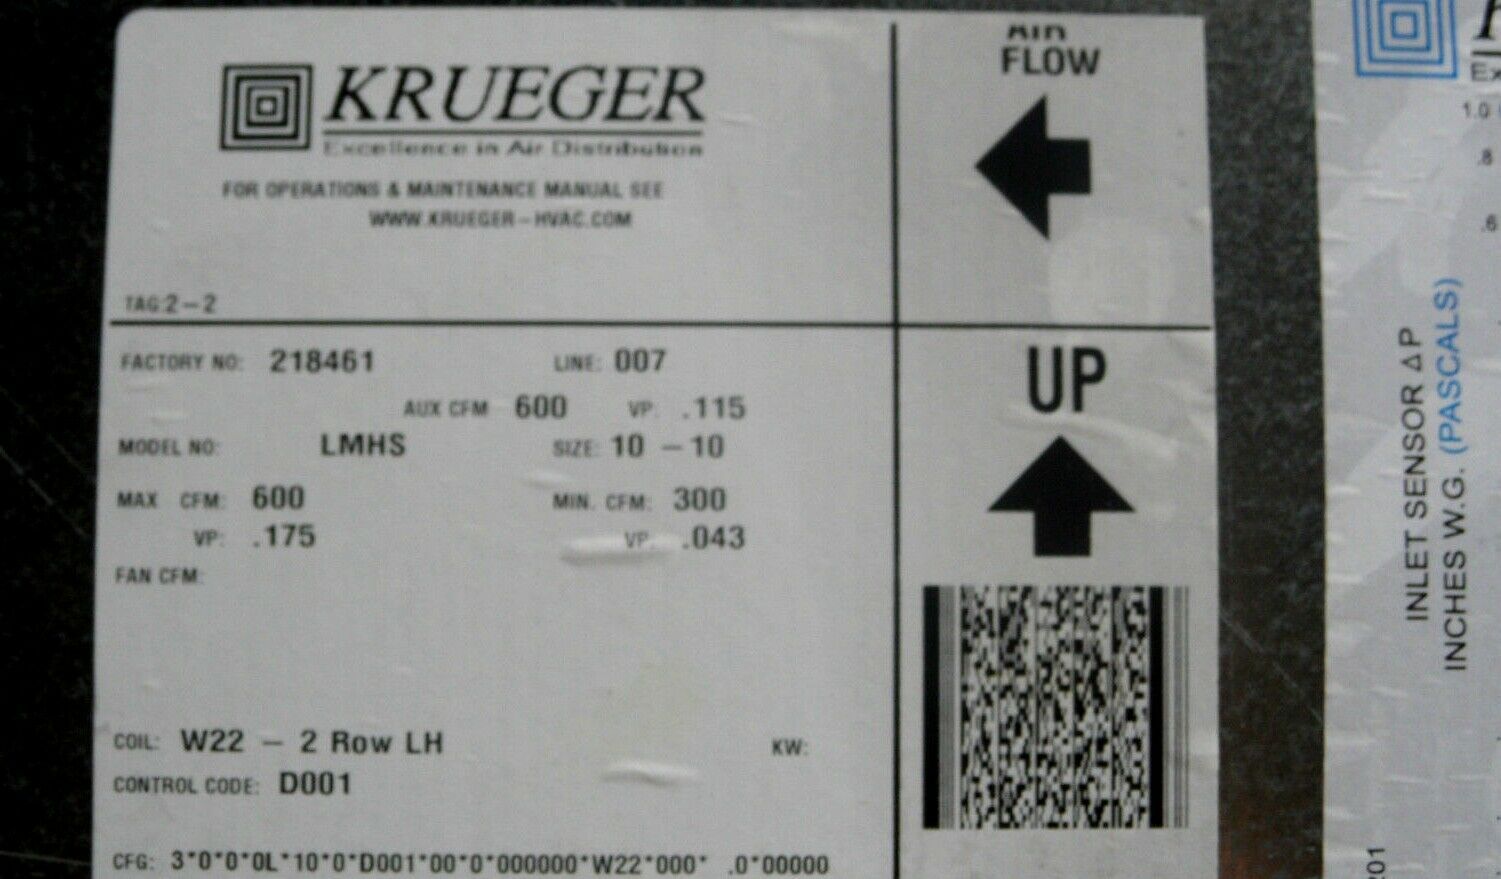 KRUEGER
Excellence in Air Distribution
FOR OPERATIONS & MAINTENANCE MANUAL SEE
WWW.KRUEGER-HVAC.COM
TAG:2-2
AIR
FLOW
FACTORY NO: 218461 LINE: 007
AUX CFM 600 VP: .115
MODEL NO: LMHS SIZE: 10 - 10
MAX CFM: 600 MIN. CFM: 300
VP: .175 VP. .043
FAN CFM:
COIL: W22 - 2 Row LH KW:
CONTROL CODE: D001
CFG: 3*0*0*0L*10*0*D001*00*0*000000*W22*000* .0*00000
UP
1.0
.8
.6
INLET SENSOR ΔP
INCHES W.G. (PASCALS)